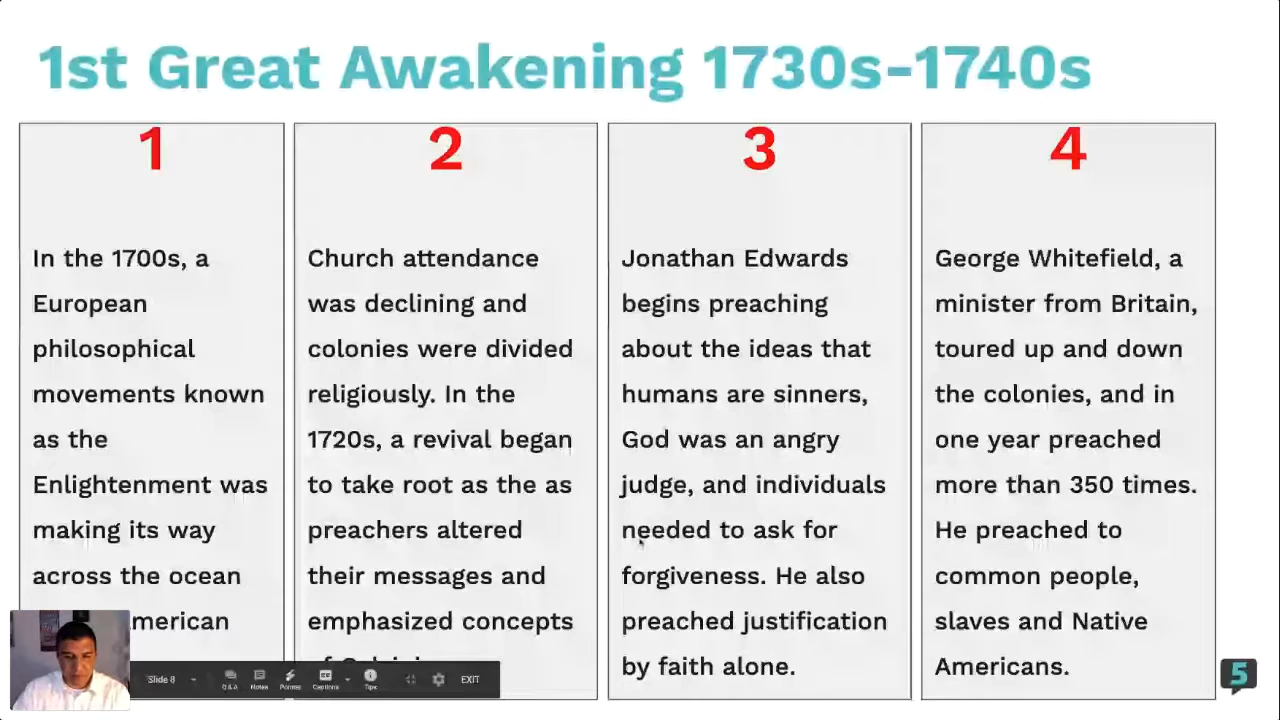 1st Great Awakening 1730s-1740s
1
In the 1700s, a
European
philosophical
movements known
as the
Enlightenment was
making its way
across the ocean
merican
2
Church attendance
was declining and
colonies were divided
religiously. In the
1720s, a revival began
to take root as the as
preachers altered
their messages and
emphasized concepts
3
Jonathan Edwards
begins preaching
about the ideas that
humans are sinners,
God was an angry
judge, and individuals
needed to ask for
forgiveness. He also
preached justification
by faith alone.
4
George Whitefield, a
minister from Britain,
toured up and down
the colonies, and in
one year preached
more than 350 times.
He preached to
common people,
slaves and Native
Americans.
Slide 8
Q&A
Notes
Pointer
Captions
Tips
EXIT
5